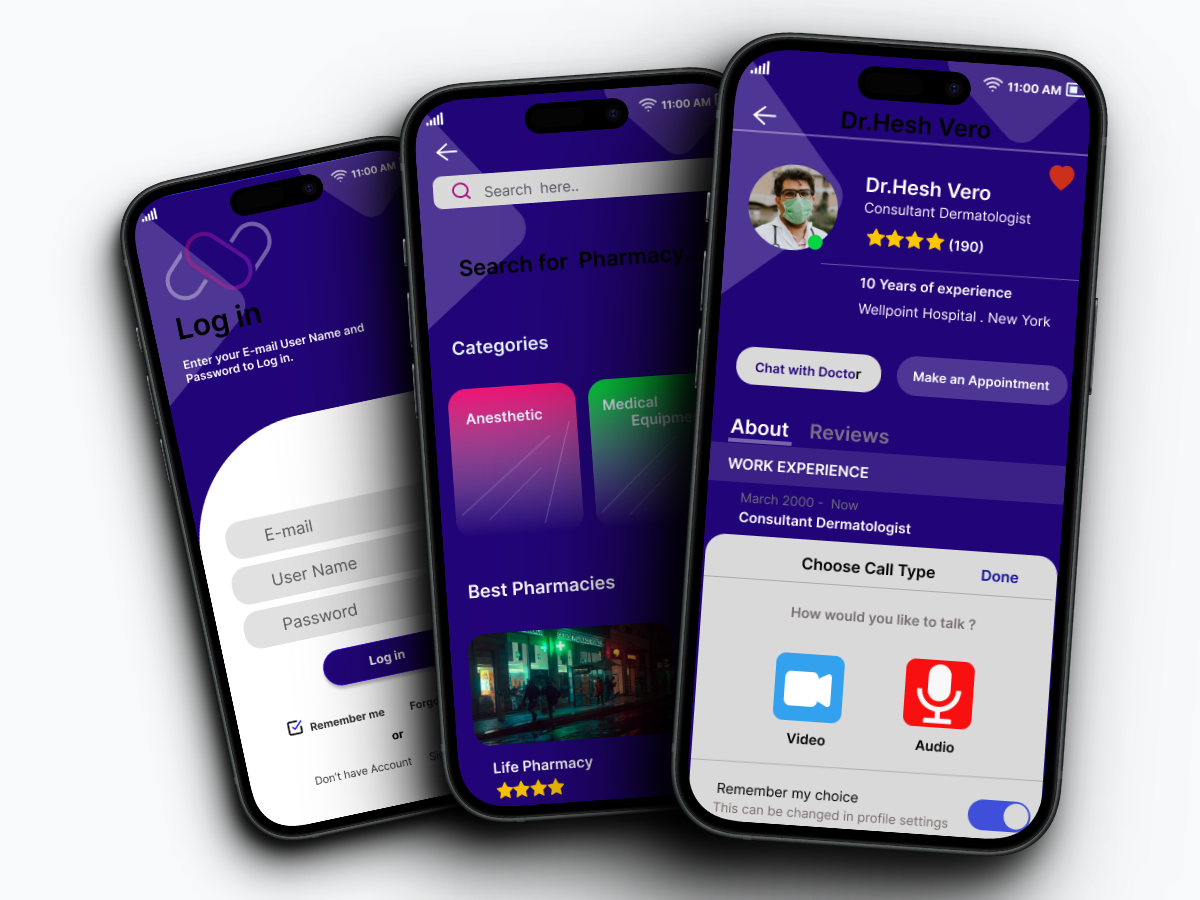 11:00 AM
Log in
Enter your E-mail User Name and
Password to Log in.
E-mail
User Name
Password
Log in
Remember me
or
Don't have Account
11:00 AM
Search here..
Search for Pharmacy..
Categories
Anesthetic
Medical
Best Pharmacies
Life Pharmacy
11:00 AM
Dr.Hesh Vero
Dr.Hesh Vero
Consultant Dermatologist
(190)
10 Years of experience
Wellpoint Hospital . New York
Chat with Doctor
Make an Appointment
About Reviews
WORK EXPERIENCE
March 2000 - Now
Consultant Dermatologist
Choose Call Type Done
How would you like to talk ?
Video Audio
Remember my choice
This can be changed in profile settings